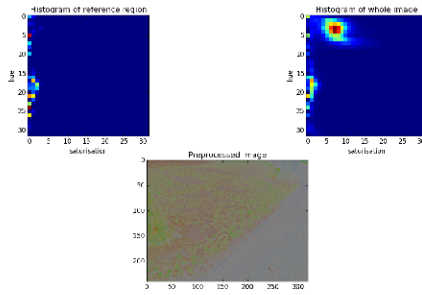 Histogram of reference region
0
5
10
15
20
25
30
hue
0 5 10 15 20 25 30
saturisation
Histogram of whole image
0
5
10
15
20
25
30
hue
0 5 10 15 20 25 30
saturisation
Preprocessed image
0
50
100
150
200
0 50 100 150 200 250 300